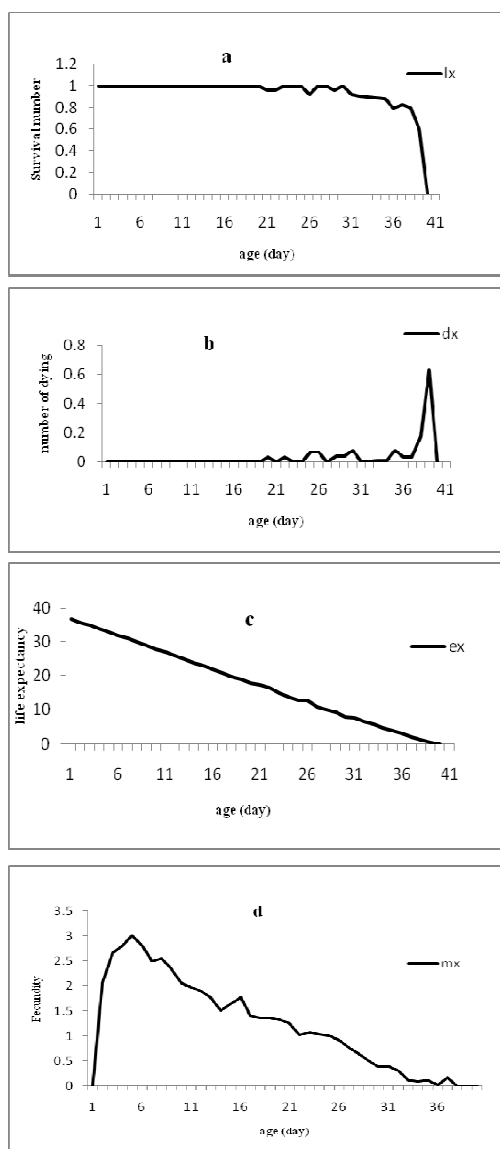 a
lx
Survival number
1.2
1
0.8
0.6
0.4
0.2
0
1 6 11 16 21 26 31 36 41
age (day)
b
dx
number of dying
0.8
0.6
0.4
0.2
0
1 6 11 16 21 26 31 36 41
age (day)
c
ex
life expectancy
40
30
20
10
0
1 6 11 16 21 26 31 36 41
age (day)
d
mx
Fecundity
3.5
3
2.5
2
1.5
1
0.5
0
1 6 11 16 21 26 31 36
age (day)